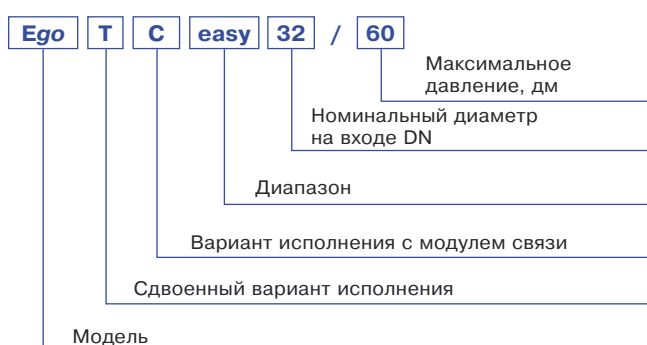 Ego T C easy 32 / 60
Максимальное
давление, дм
Номинальный диаметр
на входе DN
Диапазон
Вариант исполнения с модулем связи
Сдвоенный вариант исполнения
Модель